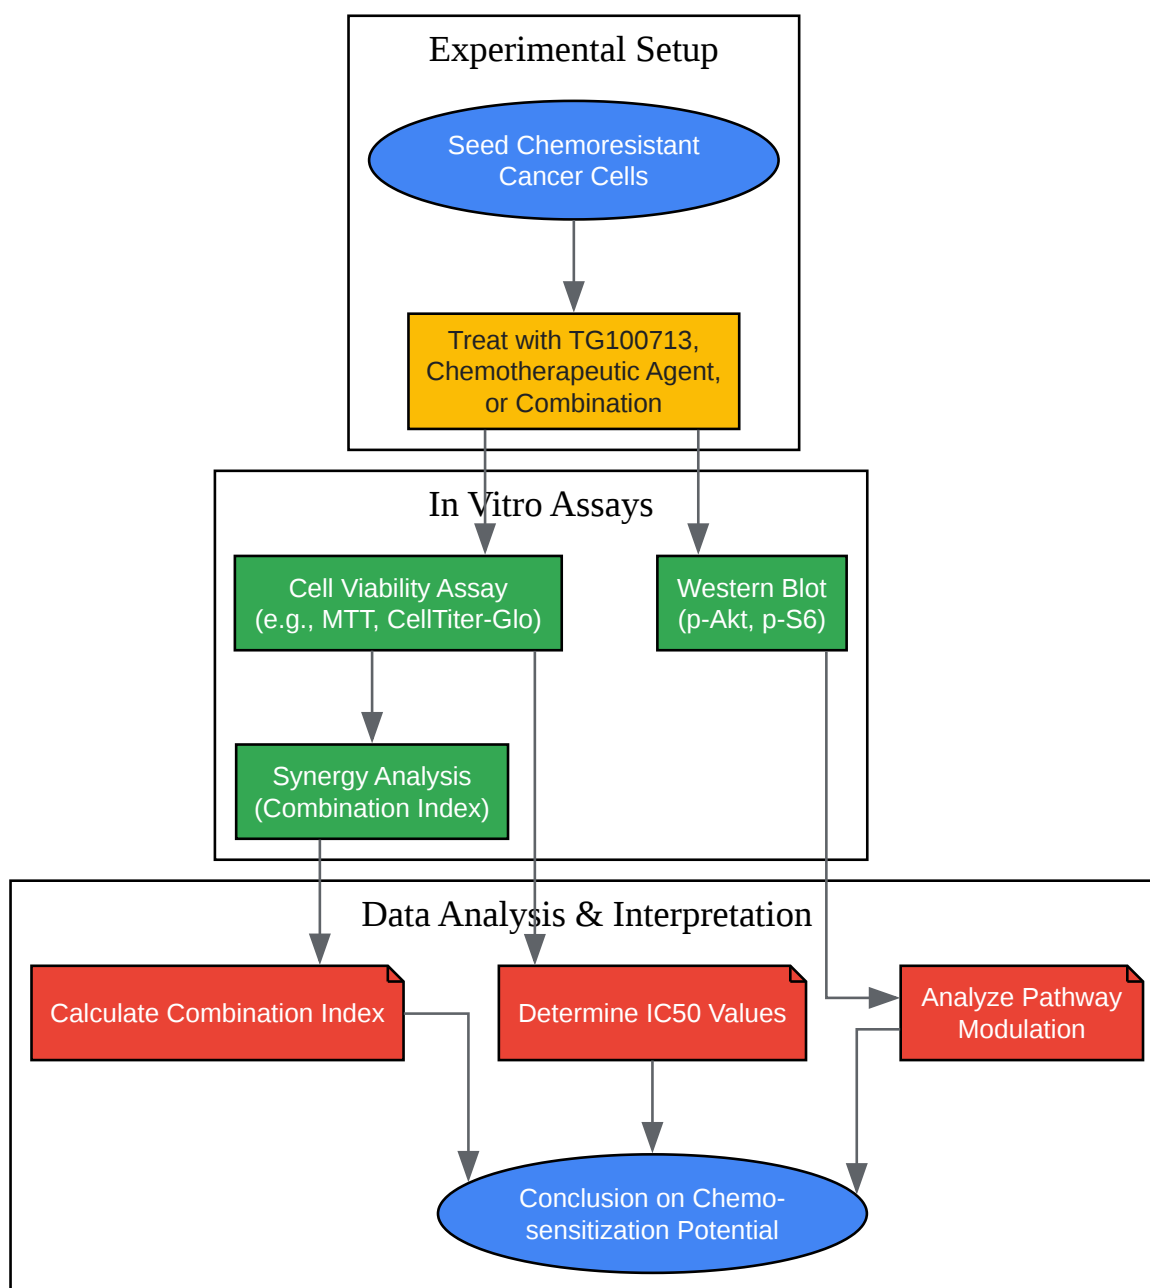 Experimental Setup
Seed Chemoresistant
Cancer Cells
Treat with TG100713,
Chemotherapeutic Agent,
or Combination
In Vitro Assays
Cell Viability Assay
(e.g., MTT, CellTiter-Glo)
Western Blot
(p-Akt, p-S6)
Synergy Analysis
(Combination Index)
Data Analysis & Interpretation
Calculate Combination Index
Determine IC50 Values
Analyze Pathway
Modulation
Conclusion on Chemo-
sensitization Potential